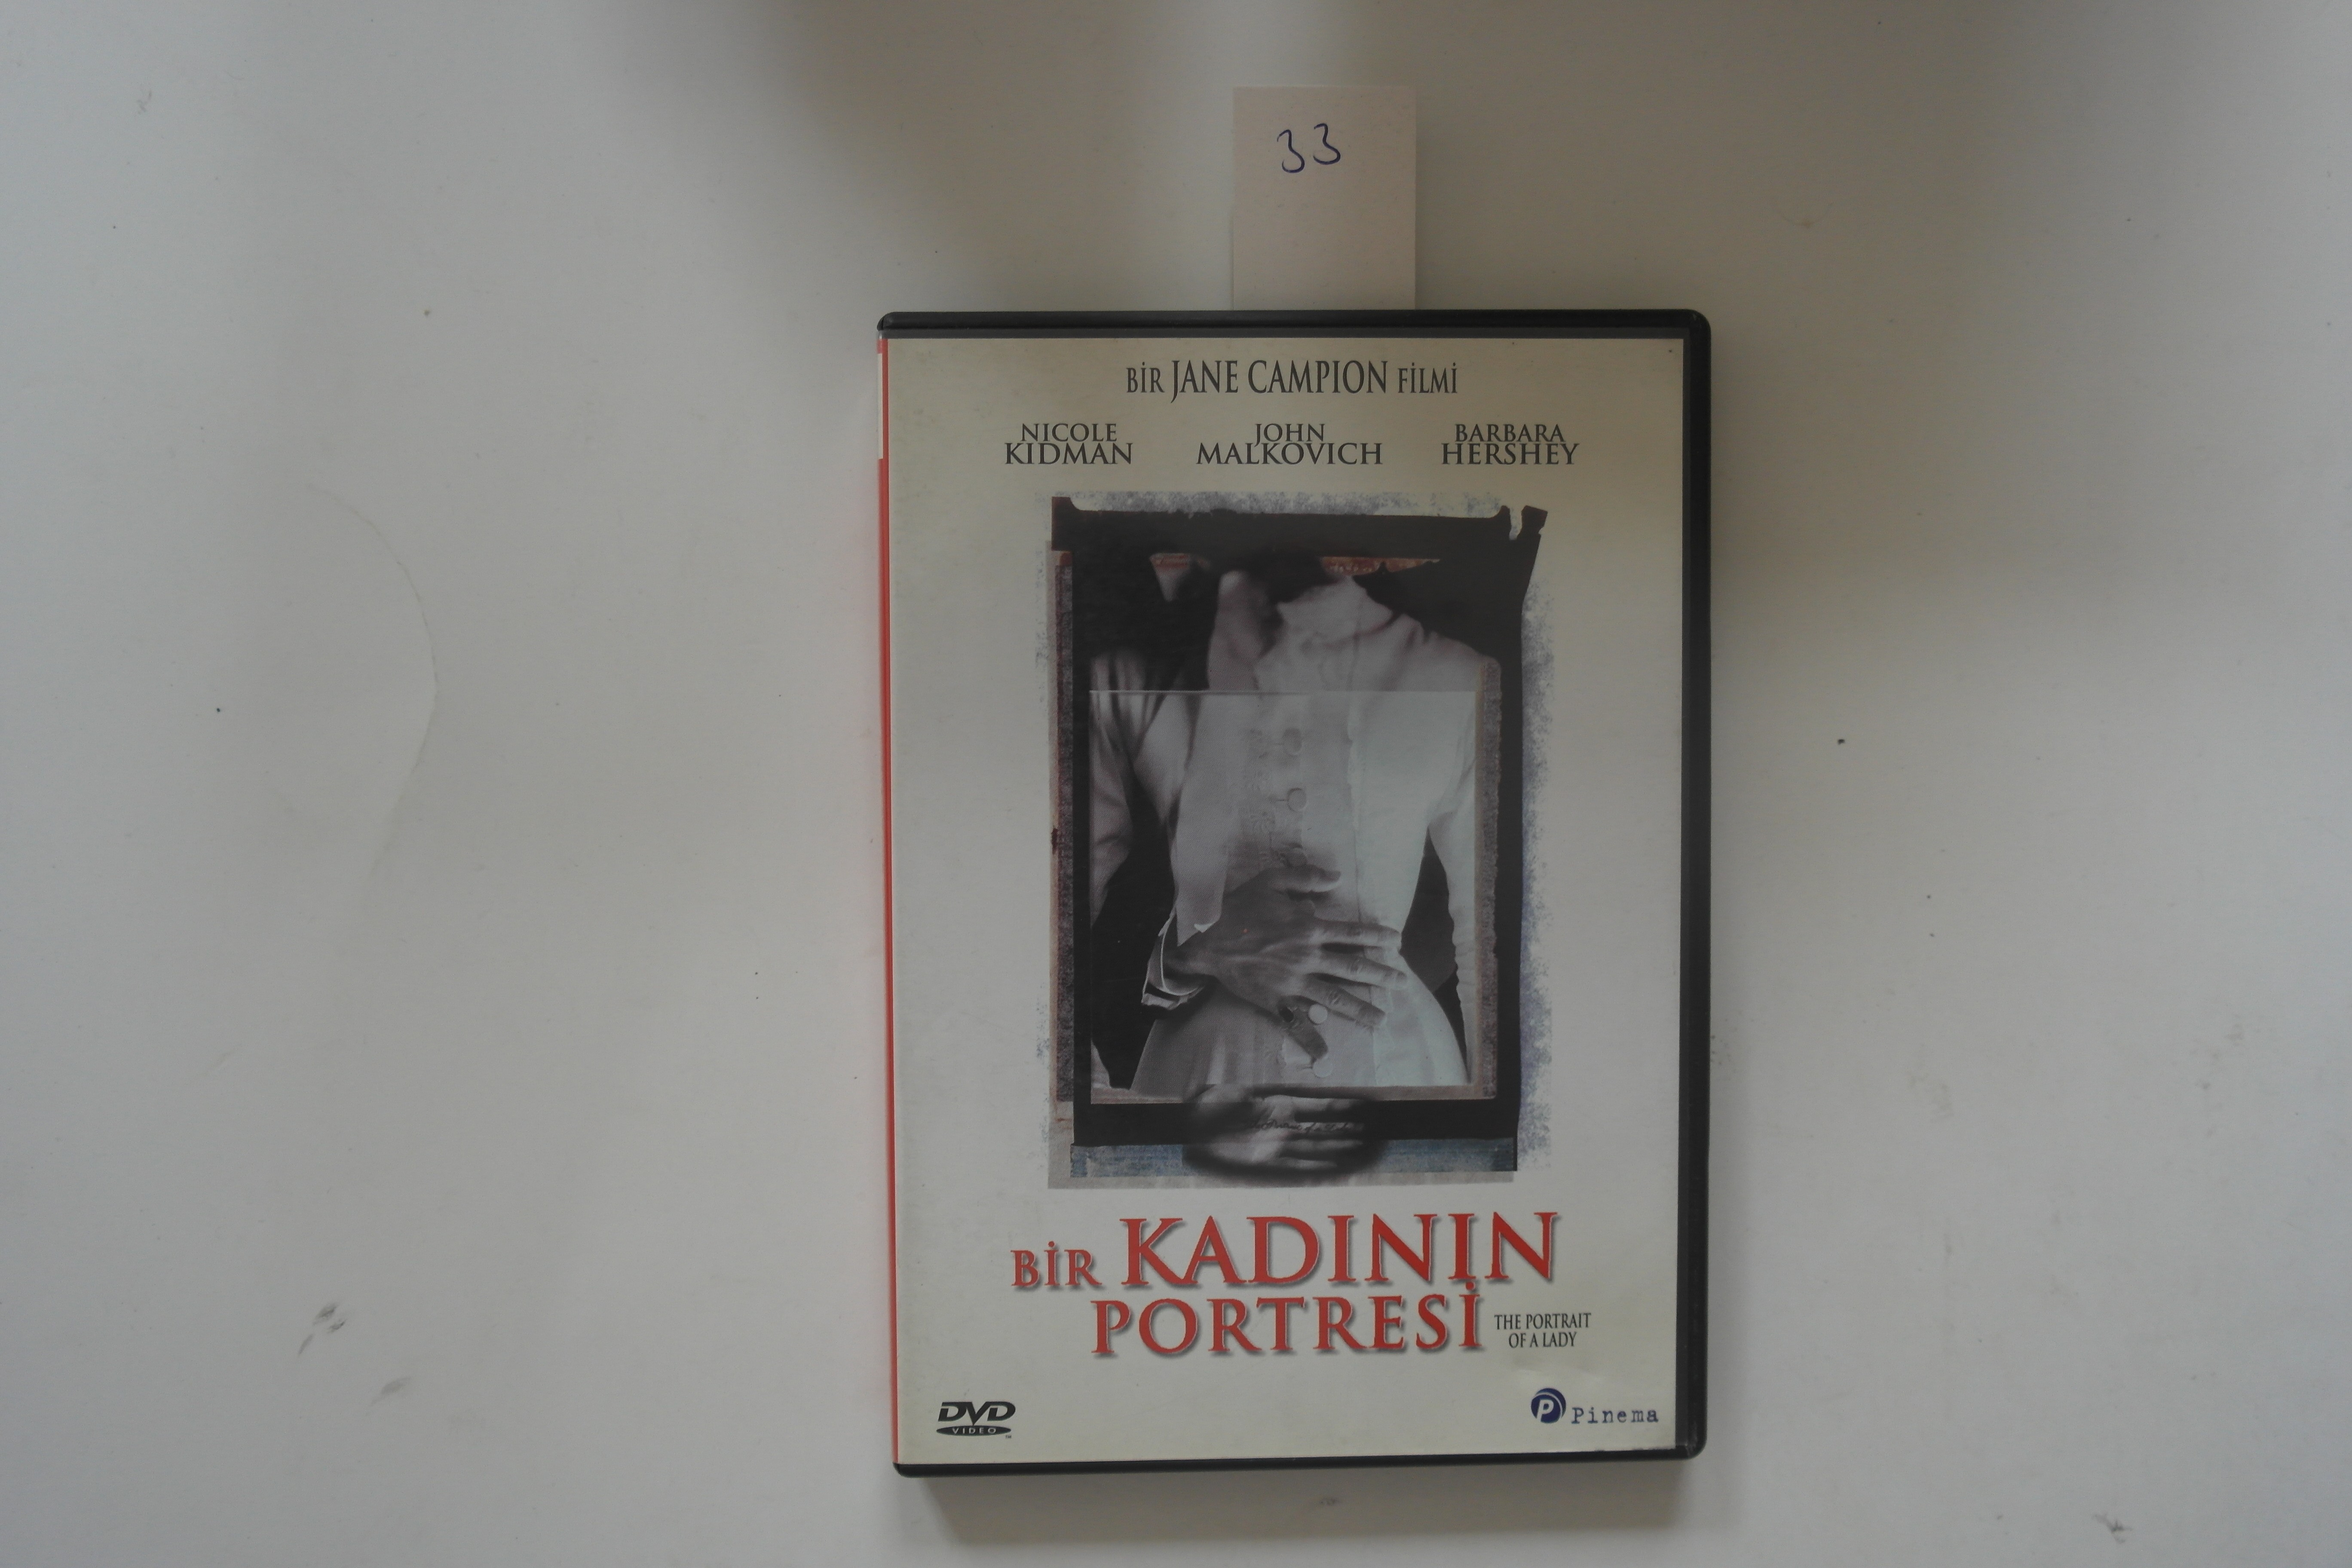 33
BİR JANE CAMPION FİLMİ
NICOLE KIDMAN
JOHN MALKOVICH
BARBARA HERSHEY
BİR KADININ
PORTRESİ
THE PORTRAIT
OF A LADY
DVD
VIDEO
P Pinema